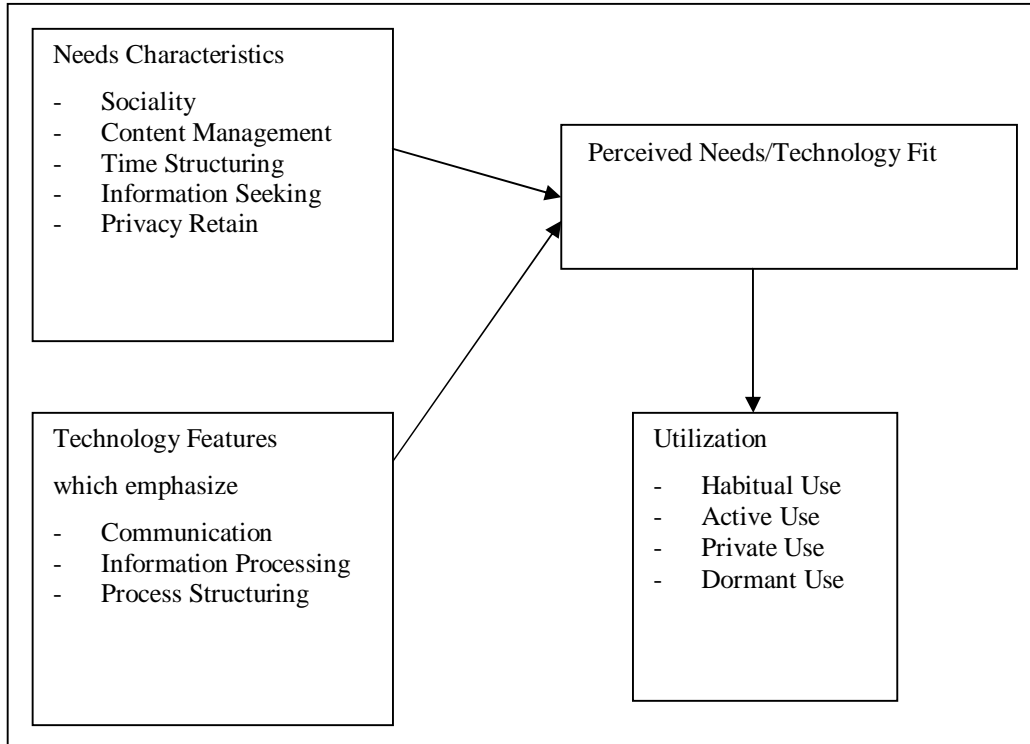 Needs Characteristics
- Sociality
- Content Management
- Time Structuring
- Information Seeking
- Privacy Retain
Perceived Needs/Technology Fit
Technology Features
which emphasize
- Communication
- Information Processing
- Process Structuring
Utilization
- Habitual Use
- Active Use
- Private Use
- Dormant Use